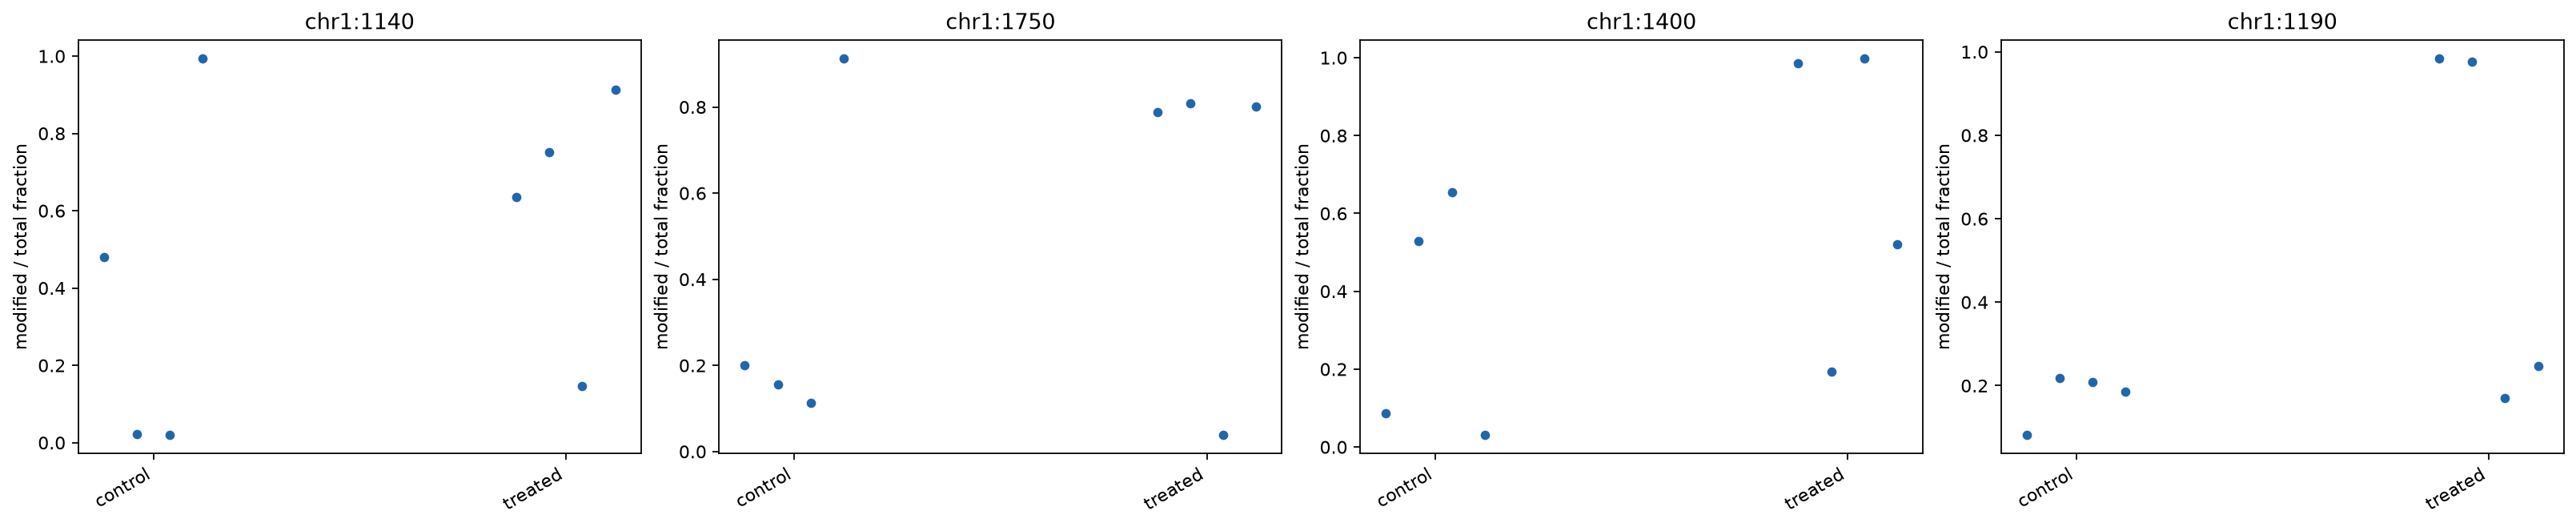 chr1:1140
modified / total fraction
1.0
0.8
0.6
0.4
0.2
0.0
control
treated
chr1:1750
modified / total fraction
0.8
0.6
0.4
0.2
0.0
control
treated
chr1:1400
modified / total fraction
1.0
0.8
0.6
0.4
0.2
0.0
control
treated
chr1:1190
modified / total fraction
1.0
0.8
0.6
0.4
0.2
control
treated